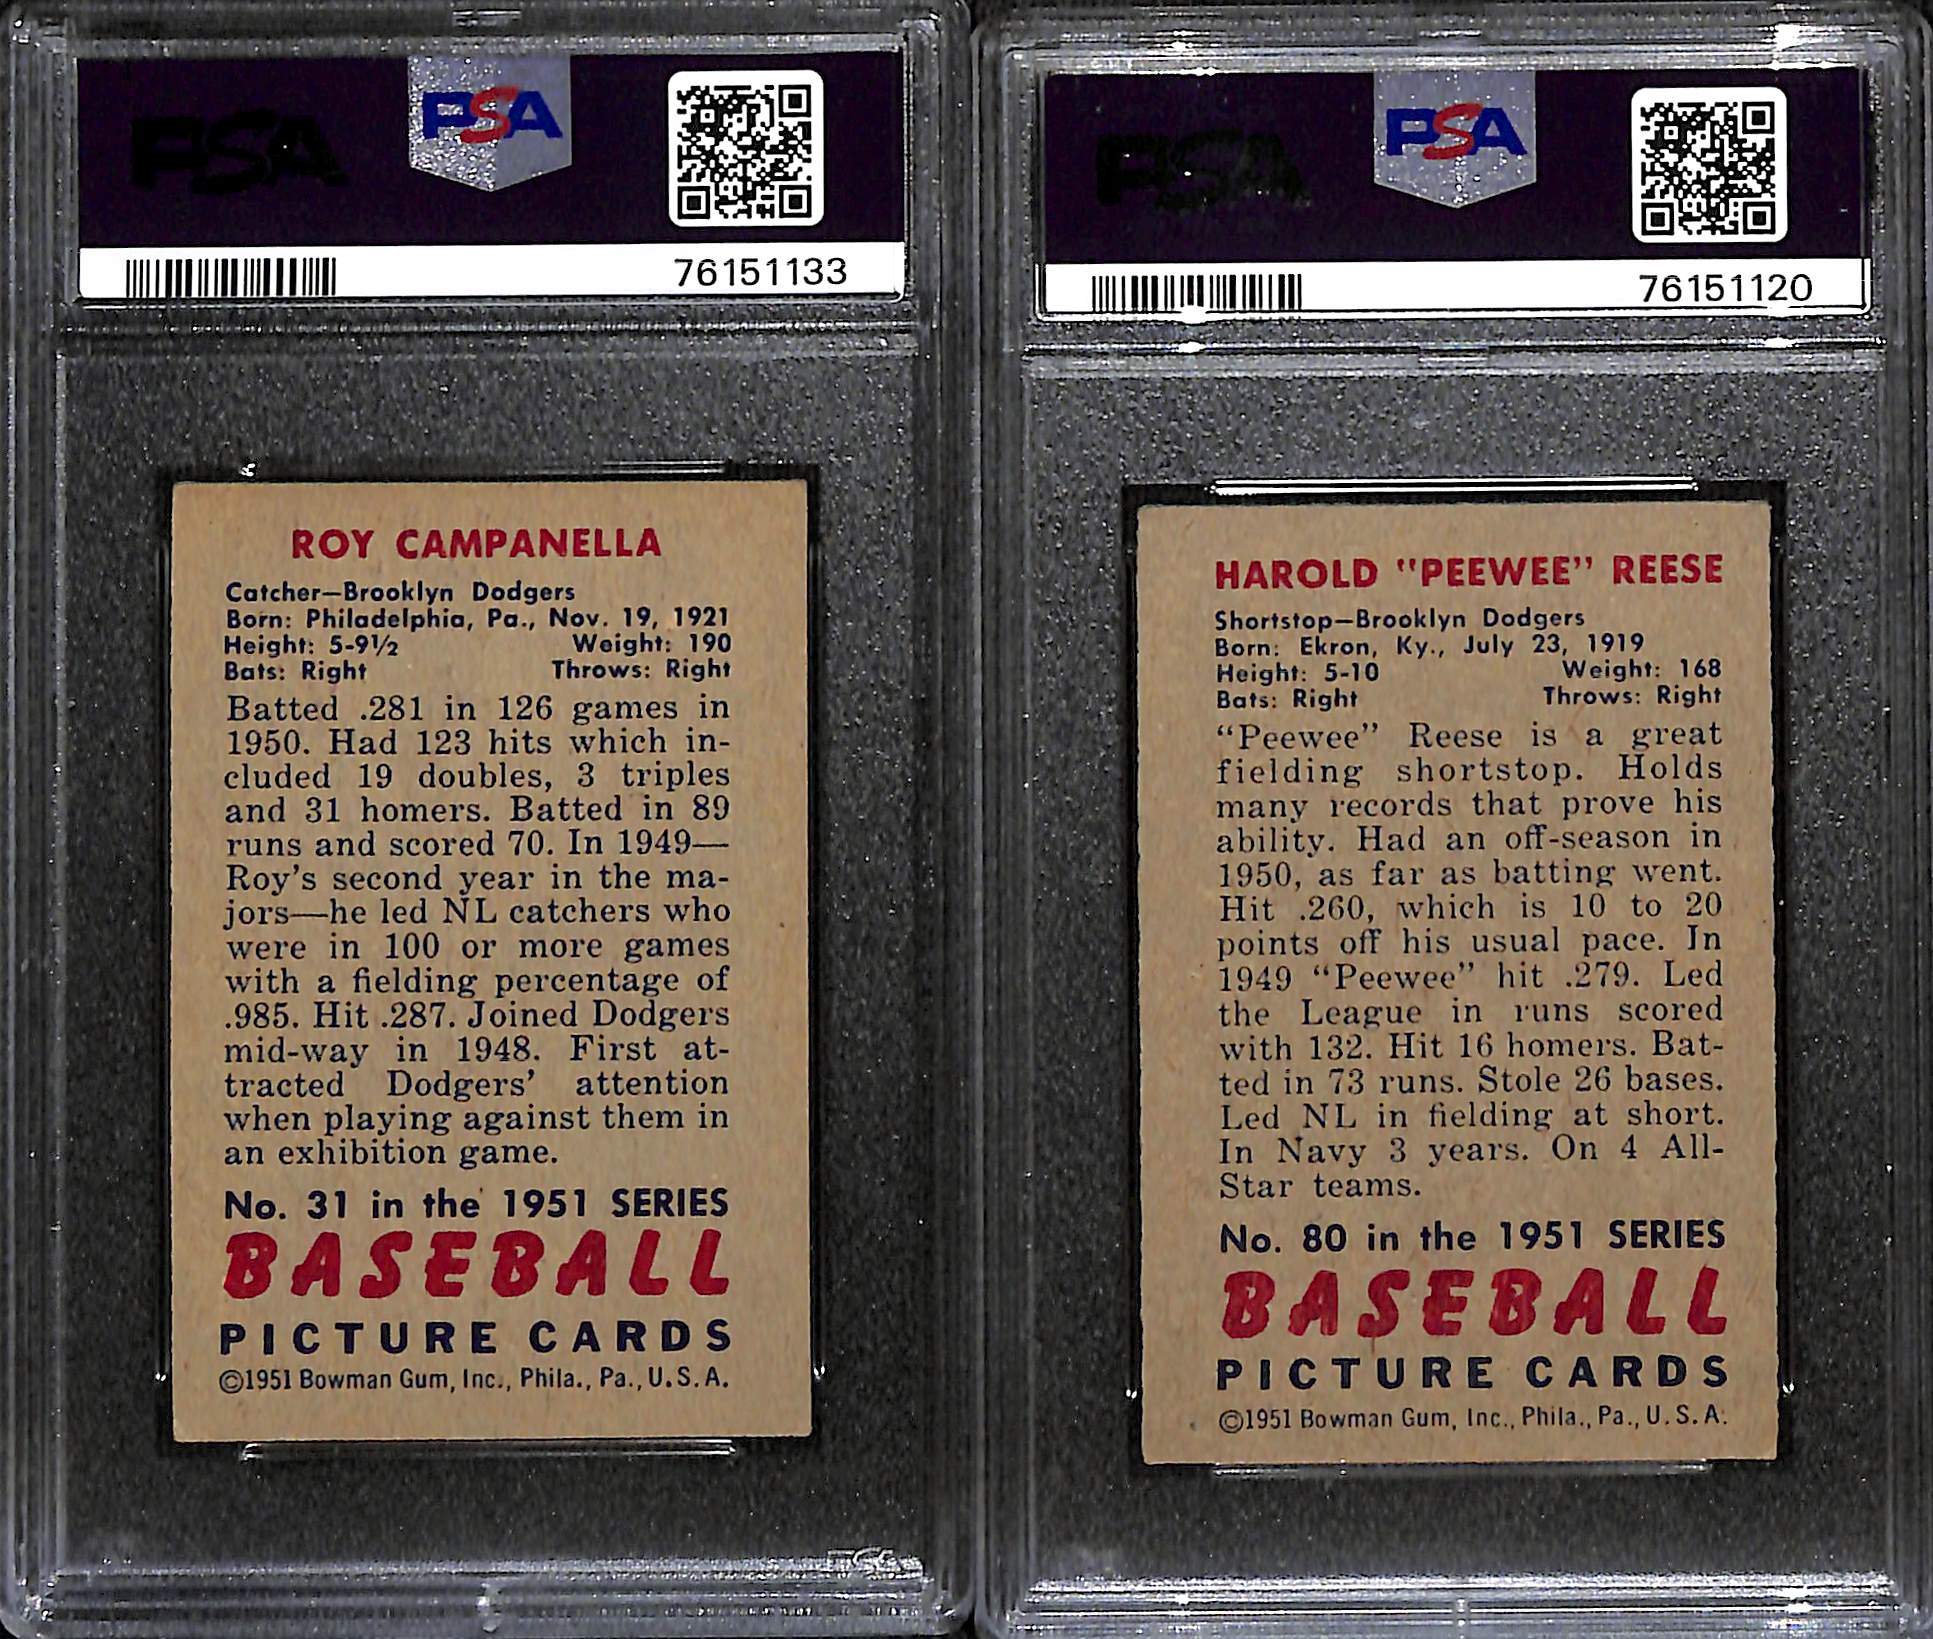 PSA
PSA
76151133
ROY CAMPANELLA
Catcher—Brooklyn Dodgers
Born: Philadelphia, Pa., Nov. 19, 1921
Height: 5-9½ Weight: 190
Bats: Right Throws: Right
Batted .281 in 126 games in
1950. Had 123 hits which in-
cluded 19 doubles, 3 triples
and 31 homers. Batted in 89
runs and scored 70. In 1949—
Roy's second year in the ma-
jors—he led NL catchers who
were in 100 or more games
with a fielding percentage of
.985. Hit .287. Joined Dodgers
mid-way in 1948. First at-
tracted Dodgers' attention
when playing against them in
an exhibition game.
No. 31 in the 1951 SERIES
BASEBALL
PICTURE CARDS
©1951 Bowman Gum, Inc., Phila., Pa., U.S.A.
PSA
PSA
76151120
HAROLD "PEEWEE" REESE
Shortstop—Brooklyn Dodgers
Born: Ekron, Ky., July 23, 1919
Height: 5-10 Weight: 168
Bats: Right Throws: Right
"Peewee" Reese is a great
fielding shortstop. Holds
many records that prove his
ability. Had an off-season in
1950, as far as batting went.
Hit .260, which is 10 to 20
points off his usual pace. In
1949 "Peewee" hit .279. Led
the League in runs scored
with 132. Hit 16 homers. Bat-
ted in 73 runs. Stole 26 bases.
Led NL in fielding at short.
In Navy 3 years. On 4 All-
Star teams.
No. 80 in the 1951 SERIES
BASEBALL
PICTURE CARDS
©1951 Bowman Gum, Inc., Phila., Pa., U.S.A.